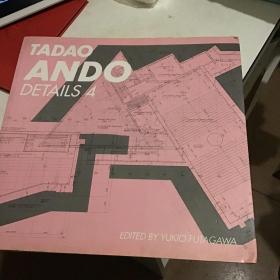 TADAO
ANDO
DETAILS 4
EDITED BY YUKIO FUTAGAWA